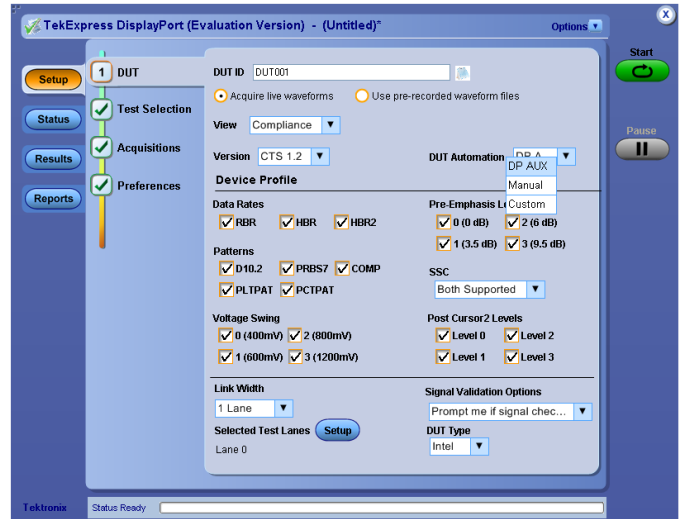 TekExpress DisplayPort (Evaluation Version) - (Untitled)*
Options
x
Start
Setup
1 DUT
DUT ID DUT001
Acquire live waveforms Use pre-recorded waveform files
Status
Test Selection
View Compliance
Pause
Results
Acquisitions
Version CTS 1.2
DUT Automation
DP AUX
Manual
Custom
Reports
Preferences
Device Profile
Data Rates
RBR HBR HBR2
Pre-Emphasis
0 (0 dB) 2 (6 dB)
1 (3.5 dB) 3 (9.5 dB)
Patterns
D10.2 PRBS7 COMP
PLTPAT PCTPAT
SSC
Both Supported
Voltage Swing
0 (400mV) 2 (800mV)
1 (600mV) 3 (1200mV)
Post Cursor2 Levels
Level 0 Level 2
Level 1 Level 3
Link Width
1 Lane
Selected Test Lanes Setup
Lane 0
Signal Validation Options
Prompt me if signal chec...
DUT Type
Intel
Tektronix
Status Ready